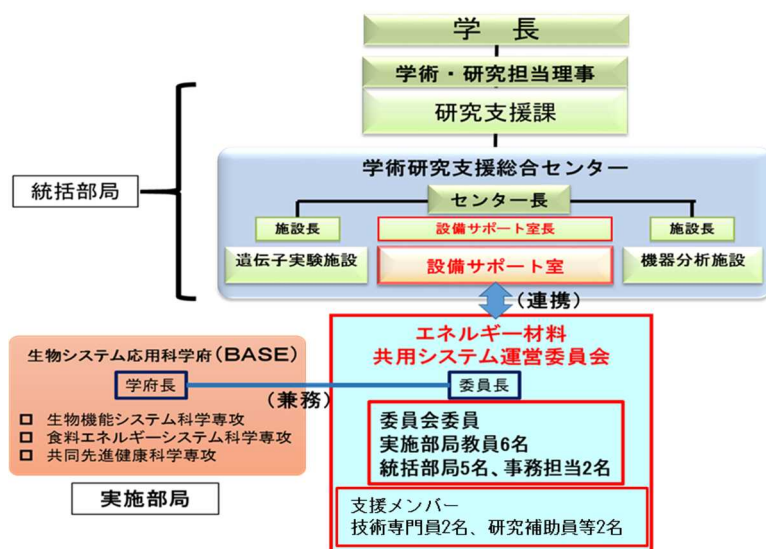 学 長
学術・研究担当理事
研究支援課
統括部局
学術研究支援総合センター
センター長
施設長
設備サポート室長
施設長
遺伝子実験施設
設備サポート室
機器分析施設
(連携)
エネルギー材料
共用システム運営委員会
生物システム応用科学府(BASE)
学府長
(兼務)
委員長
□ 生物機能システム科学専攻
□ 食料エネルギーシステム科学専攻
□ 共同先進健康科学専攻
実施部局
委員会委員
実施部局教員6名
統括部局5名、事務担当2名
支援メンバー
技術専門員2名、研究補助員等2名